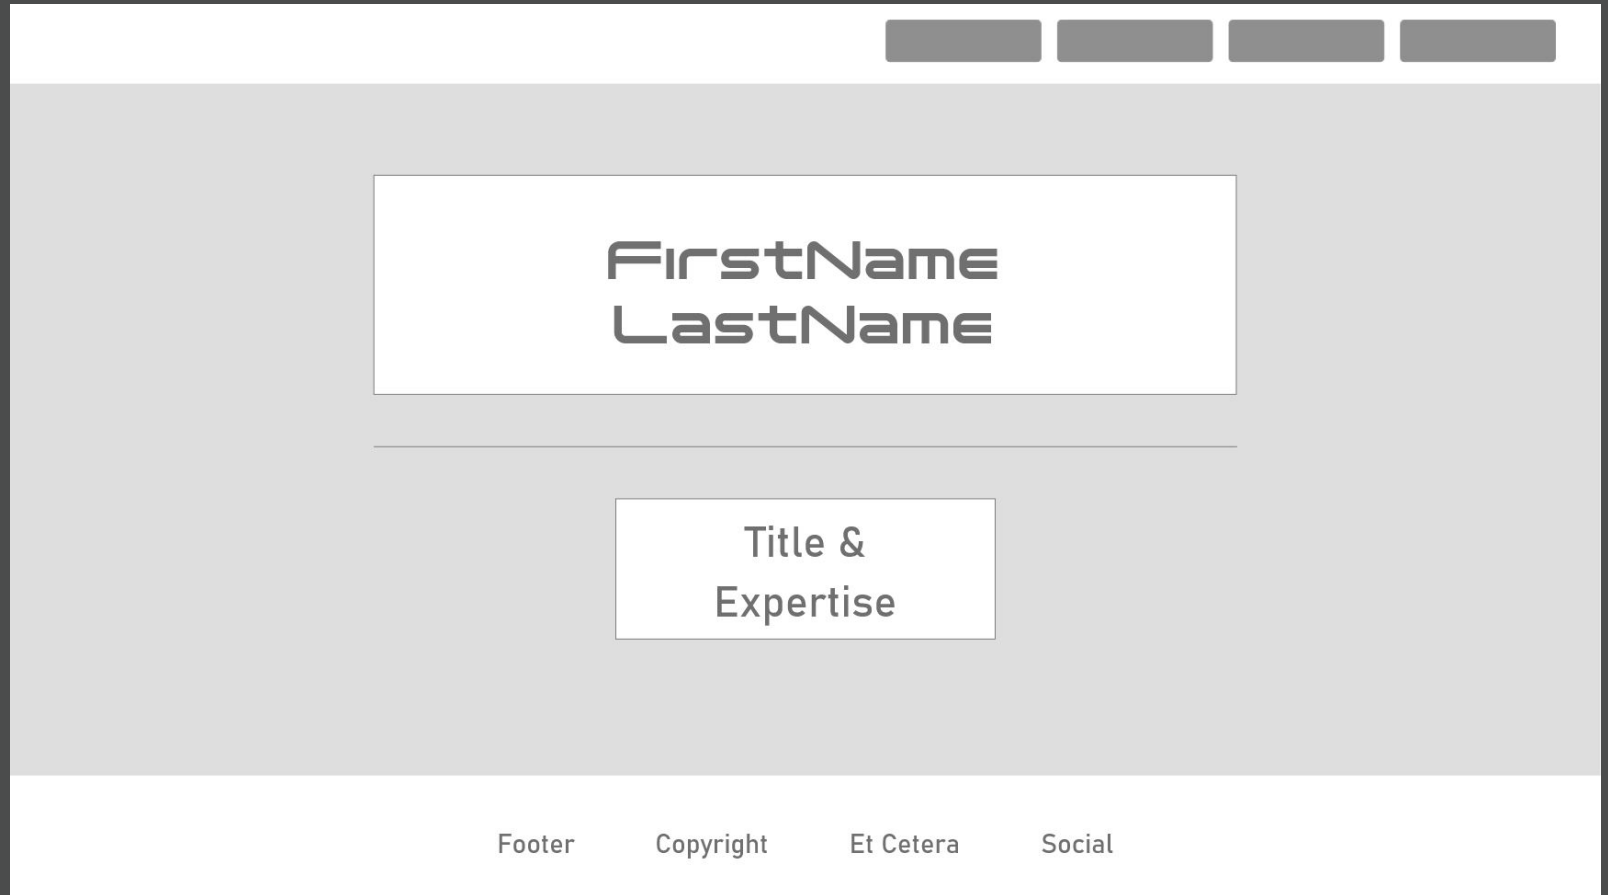 FirstName
LastName
Title &
Expertise
Footer Copyright Et Cetera Social